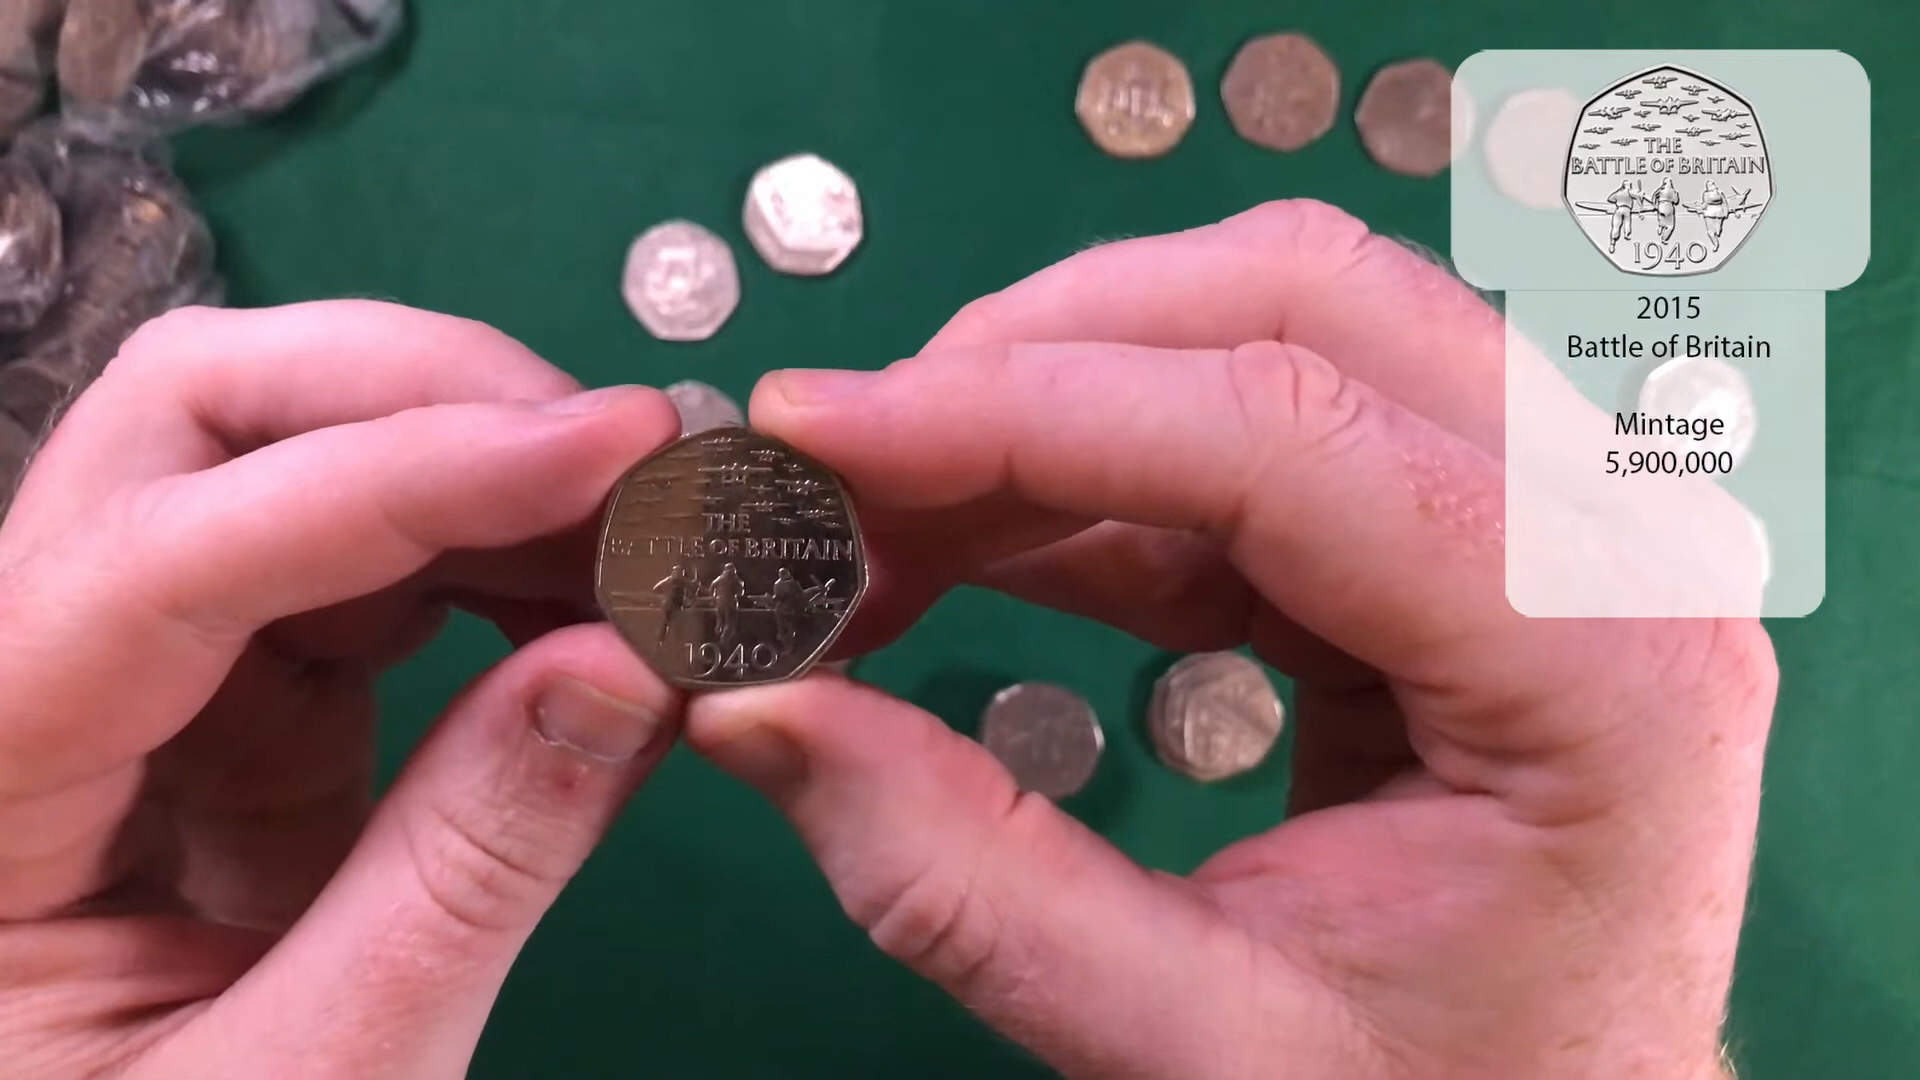 THE
BATTLE OF BRITAIN
1940
THE
BATTLE OF BRITAIN
1940
2015
Battle of Britain
Mintage
5,900,000